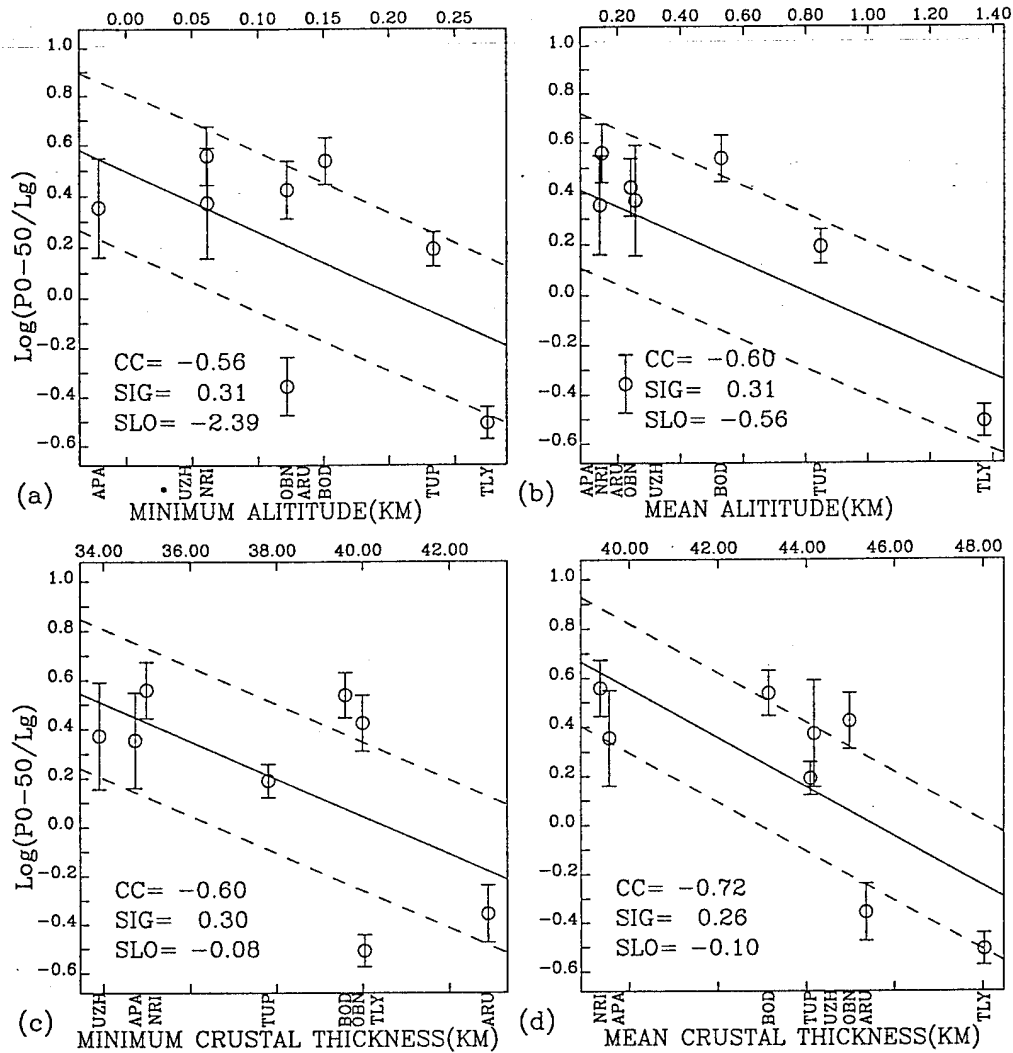 0.00 0.05 0.10 0.15 0.20 0.25
1.0
0.8
0.6
0.4
0.2
0.0
-0.2
-0.4
-0.6
Log(P0-50/Lg)
CC= -0.56
SIG= 0.31
SLO= -2.39
APA UZH NRI OBN ARU BOD TUP TLY
(a)
MINIMUM ALITITUDE(KM)
0.20 0.40 0.60 0.80 1.00 1.20 1.40
1.0
0.8
0.6
0.4
0.2
0.0
-0.2
-0.4
-0.6
CC= -0.60
SIG= 0.31
SLO= -0.56
APA NRI ARU OBN UZH BOD TUP TLY
(b)
MEAN ALITITUDE(KM)
34.00 36.00 38.00 40.00 42.00
1.0
0.8
0.6
0.4
0.2
0.0
-0.2
-0.4
-0.6
Log(P0-50/Lg)
CC= -0.60
SIG= 0.30
SLO= -0.08
UZH APA NRI TUP BOD OBN TLY ARU
(c)
MINIMUM CRUSTAL THICKNESS(KM)
40.00 42.00 44.00 46.00 48.00
1.0
0.8
0.6
0.4
0.2
0.0
-0.2
-0.4
-0.6
CC= -0.72
SIG= 0.26
SLO= -0.10
NRI APA BOD TUP UZH OBN ARU TLY
(d)
MEAN CRUSTAL THICKNESS(KM)